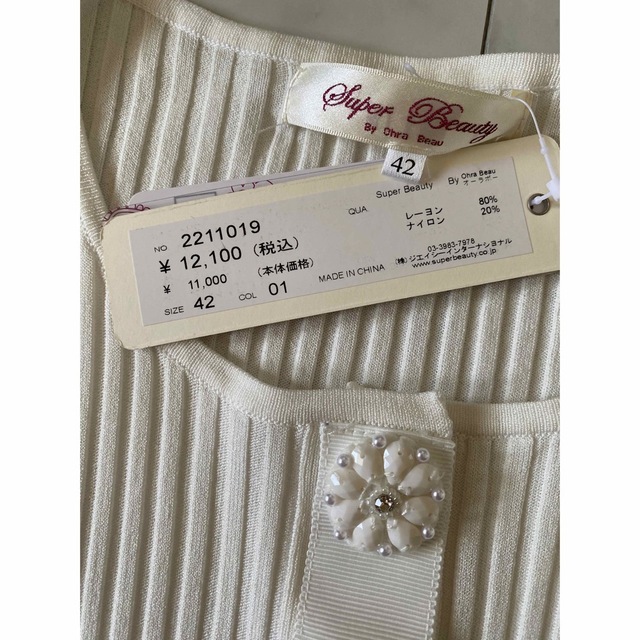 Super Beauty
By Ohra Beau
42
Super Beauty By Ohra Beau
オーラボー
NO. 2211019
QUA
レーヨン 80%
ナイロン 20%
¥ 12,100 (税込)
¥ 11,000 (本体価格)
SIZE 42 COL 01
MADE IN CHINA
03-3983-7978
(株)ジェイシーインターナショナル
www.superbeauty.co.jp